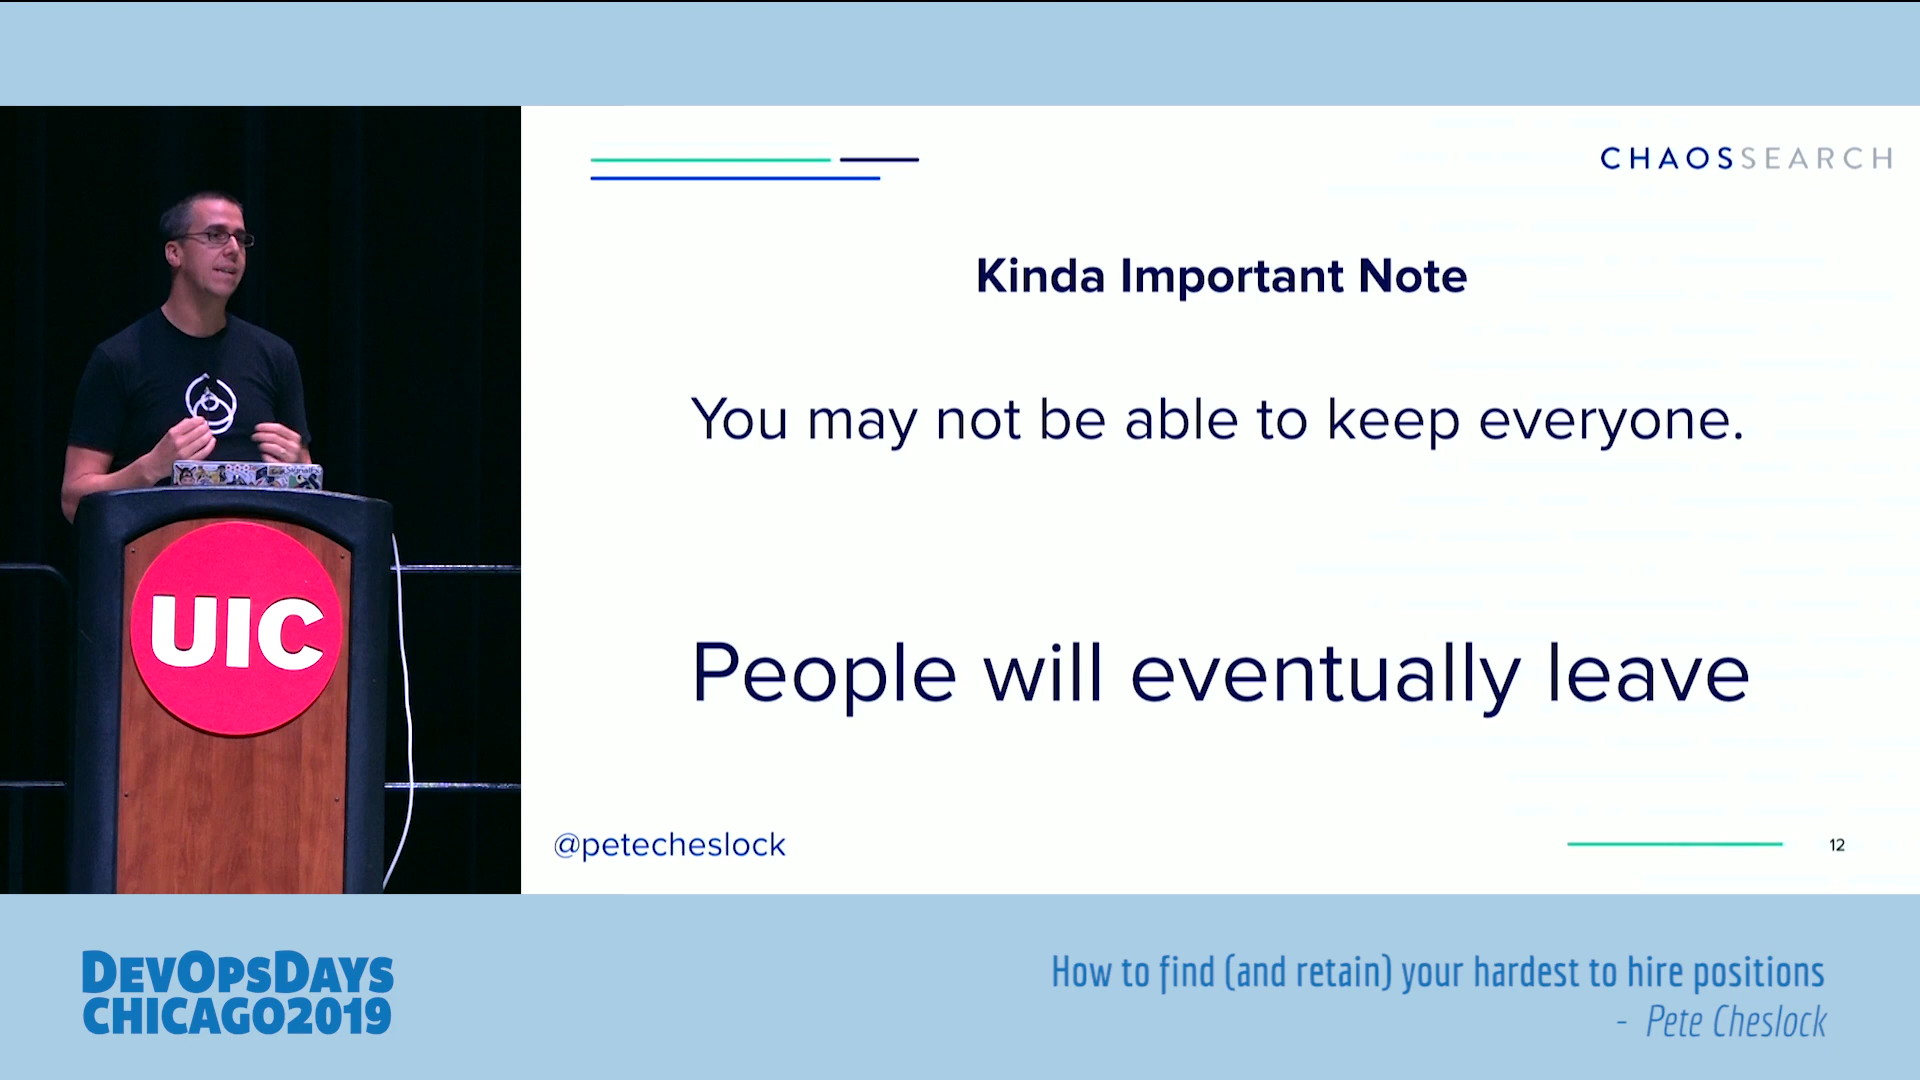 CHAOSSEARCH
Kinda Important Note
You may not be able to keep everyone.
People will eventually leave
@petecheslock
12
UIC
DEVOPSDAYS
CHICAGO2019
How to find (and retain) your hardest to hire positions
- Pete Cheslock